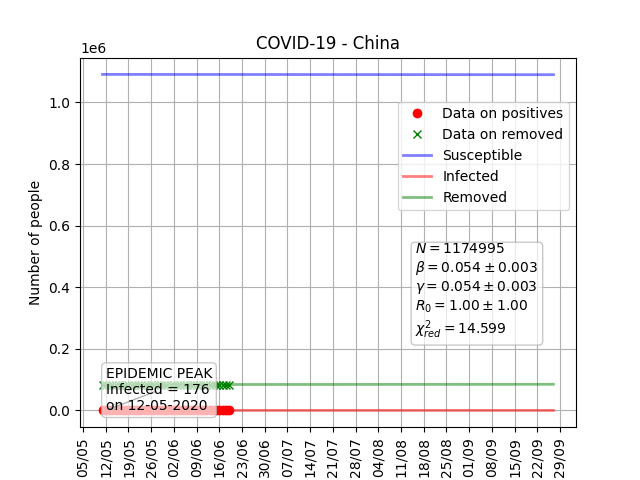 COVID-19 - China
1e6
Number of people
1.0
0.8
0.6
0.4
0.2
0.0
Data on positives
Data on removed
Susceptible
Infected
Removed
N = 1174995
β = 0.054 ± 0.003
γ = 0.054 ± 0.003
R₀ = 1.00 ± 1.00
χ²red = 14.599
EPIDEMIC PEAK
Infected = 176
on 12-05-2020
05/05
12/05
19/05
26/05
02/06
09/06
16/06
23/06
30/06
07/07
14/07
21/07
28/07
04/08
11/08
18/08
25/08
01/09
08/09
15/09
22/09
29/09